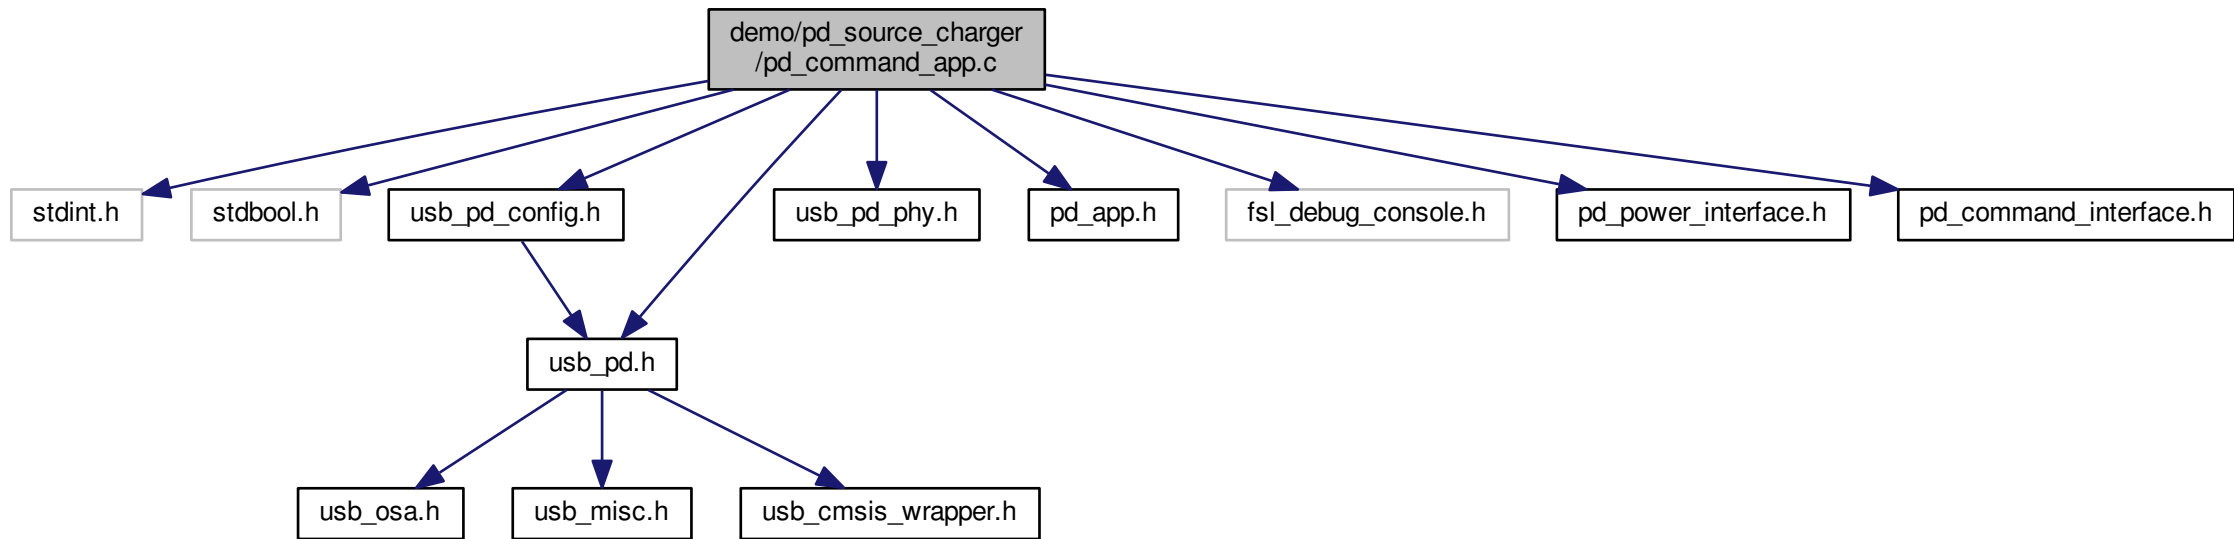 demo/pd_source_charger
/pd_command_app.c
stdint.h
stdbool.h
usb_pd_config.h
usb_pd_phy.h
pd_app.h
fsl_debug_console.h
pd_power_interface.h
pd_command_interface.h
usb_pd.h
usb_osa.h
usb_misc.h
usb_cmsis_wrapper.h